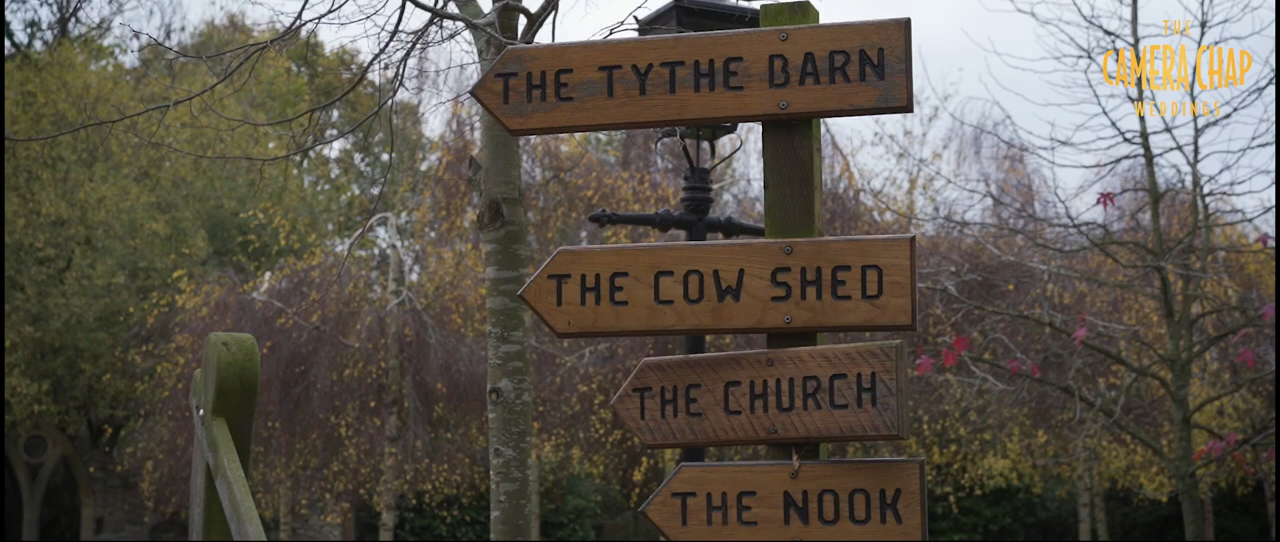 THE TYTHE BARN
THE COW SHED
THE CHURCH
THE NOOK
THE
CAMERA CHAP
WEDDINGS